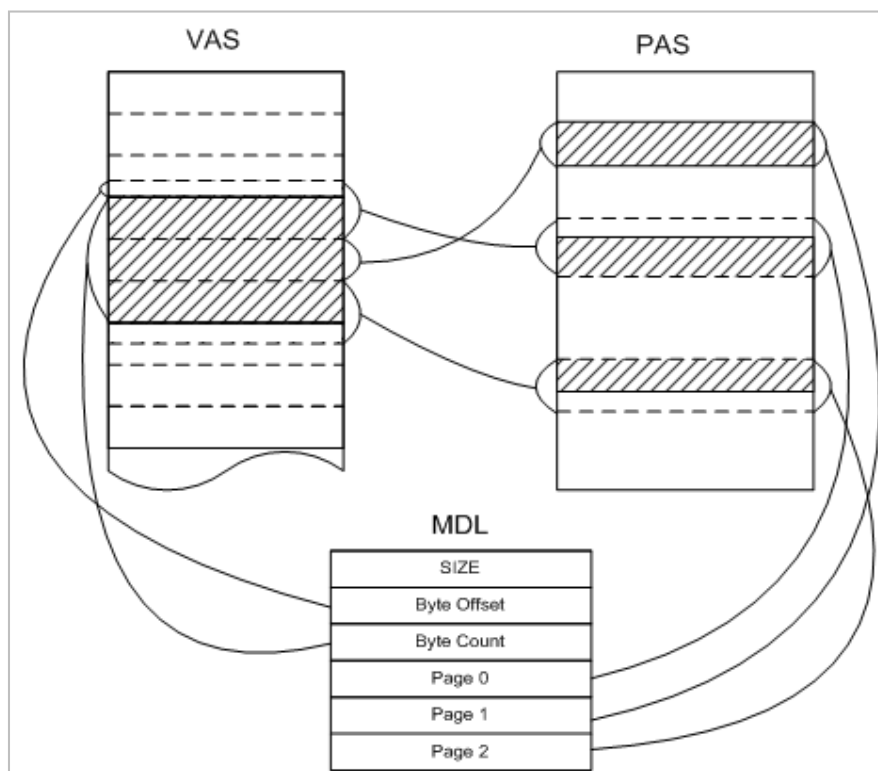 VAS
PAS
MDL
SIZE
Byte Offset
Byte Count
Page 0
Page 1
Page 2